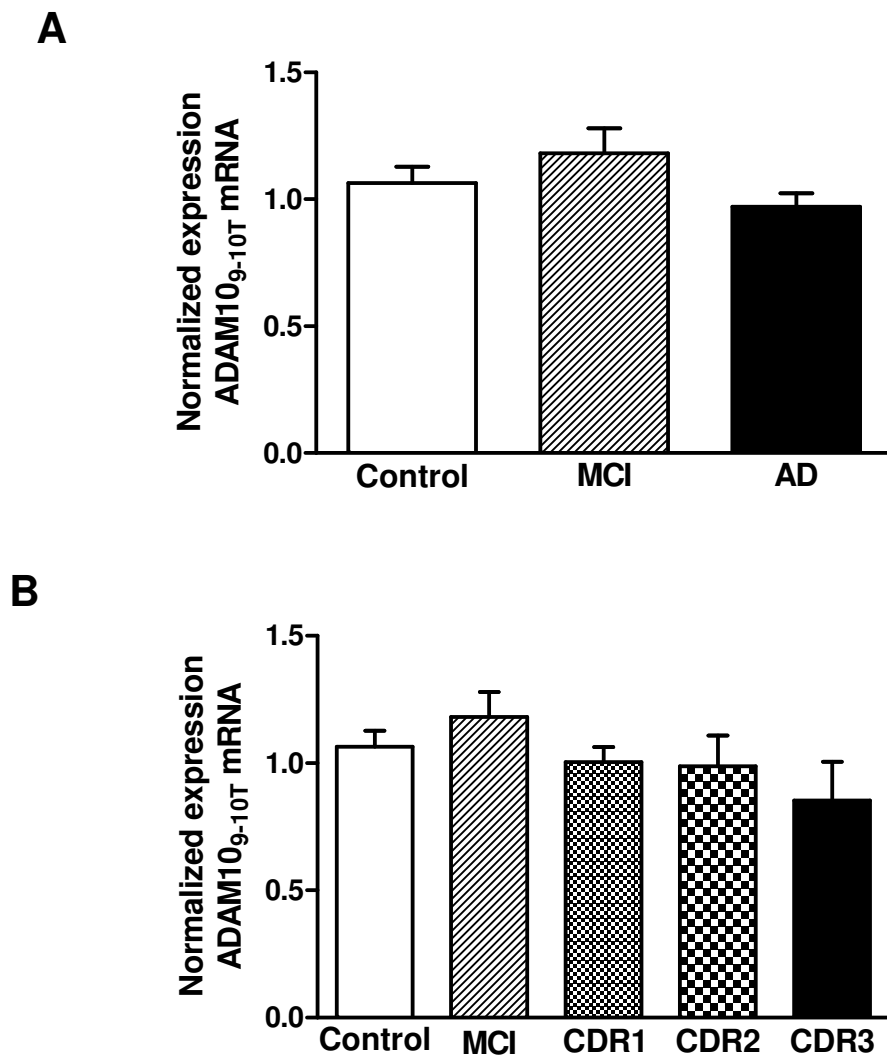 A
Normalized expression
ADAM109-10T mRNA
1.5
1.0
0.5
0.0
Control MCI AD
B
Normalized expression
ADAM109-10T mRNA
1.5
1.0
0.5
0.0
Control MCI CDR1 CDR2 CDR3